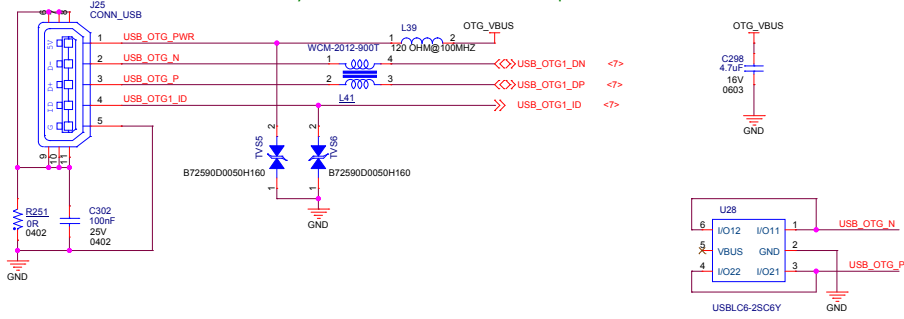 J25
CONN_USB
5V
D-
D+
ID
G
1
2
3
4
5
9
10
11
USB_OTG_PWR
USB_OTG_N
USB_OTG_P
USB_OTG1_ID
L39
1
2
120 OHM@100MHZ
OTG_VBUS
WCM-2012-900T
1
4
2
3
L41
USB_OTG1_DN <7>
USB_OTG1_DP <7>
USB_OTG1_ID <7>
2
TVS5
1
B72590D0050H160
2
TVS6
1
B72590D0050H160
GND
R251
0R
0402
C302
100nF
25V
0402
GND
OTG_VBUS
C298
4.7uF
16V
0603
GND
U28
6 I/O12 I/O11 1 USB_OTG_N
5 VBUS GND 2
4 I/O22 I/O21 3 USB_OTG_P
USBLC6-2SC6Y
GND